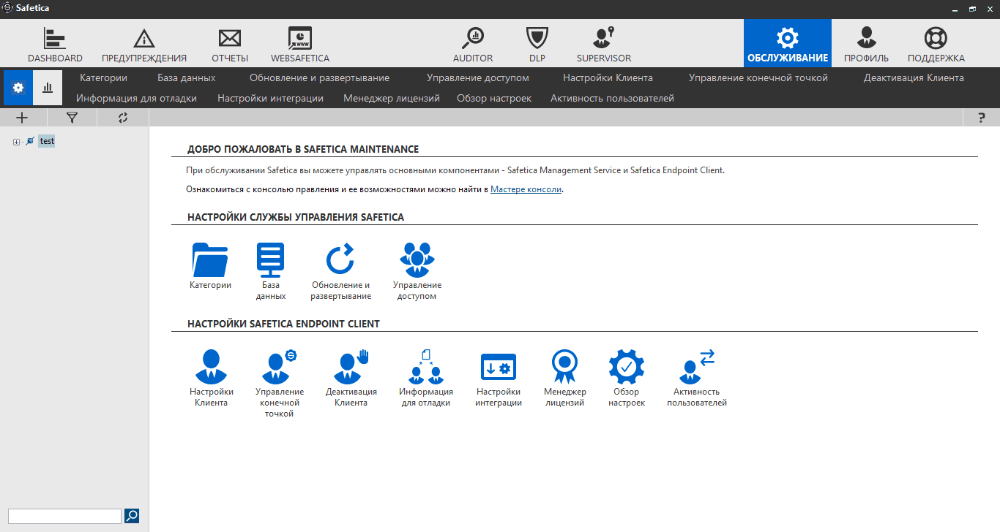 Safetica
DASHBOARD ПРЕДУПРЕЖДЕНИЯ ОТЧЕТЫ WEBSAFETICA AUDITOR DLP SUPERVISOR ОБСЛУЖИВАНИЕ ПРОФИЛЬ ПОДДЕРЖКА
Категории База данных Обновление и развертывание Управление доступом Настройки Клиента Управление конечной точкой Деактивация Клиента
Информация для отладки Настройки интеграции Менеджер лицензий Обзор настроек Активность пользователей
?
test
ДОБРО ПОЖАЛОВАТЬ В SAFETICA MAINTENANCE
При обслуживании Safetica вы можете управлять основными компонентами - Safetica Management Service и Safetica Endpoint Client.
Ознакомиться с консолью правления и ее возможностями можно найти в Мастере консоли.
НАСТРОЙКИ СЛУЖБЫ УПРАВЛЕНИЯ SAFETICA
Категории
База
данных
Обновление и
развертывание
Управление
доступом
НАСТРОЙКИ SAFETICA ENDPOINT CLIENT
Настройки
Клиента
Управление
конечной
точкой
Деактивация
Клиента
Информация
для отладки
Настройки
интеграции
Менеджер
лицензий
Обзор
настроек
Активность
пользователей